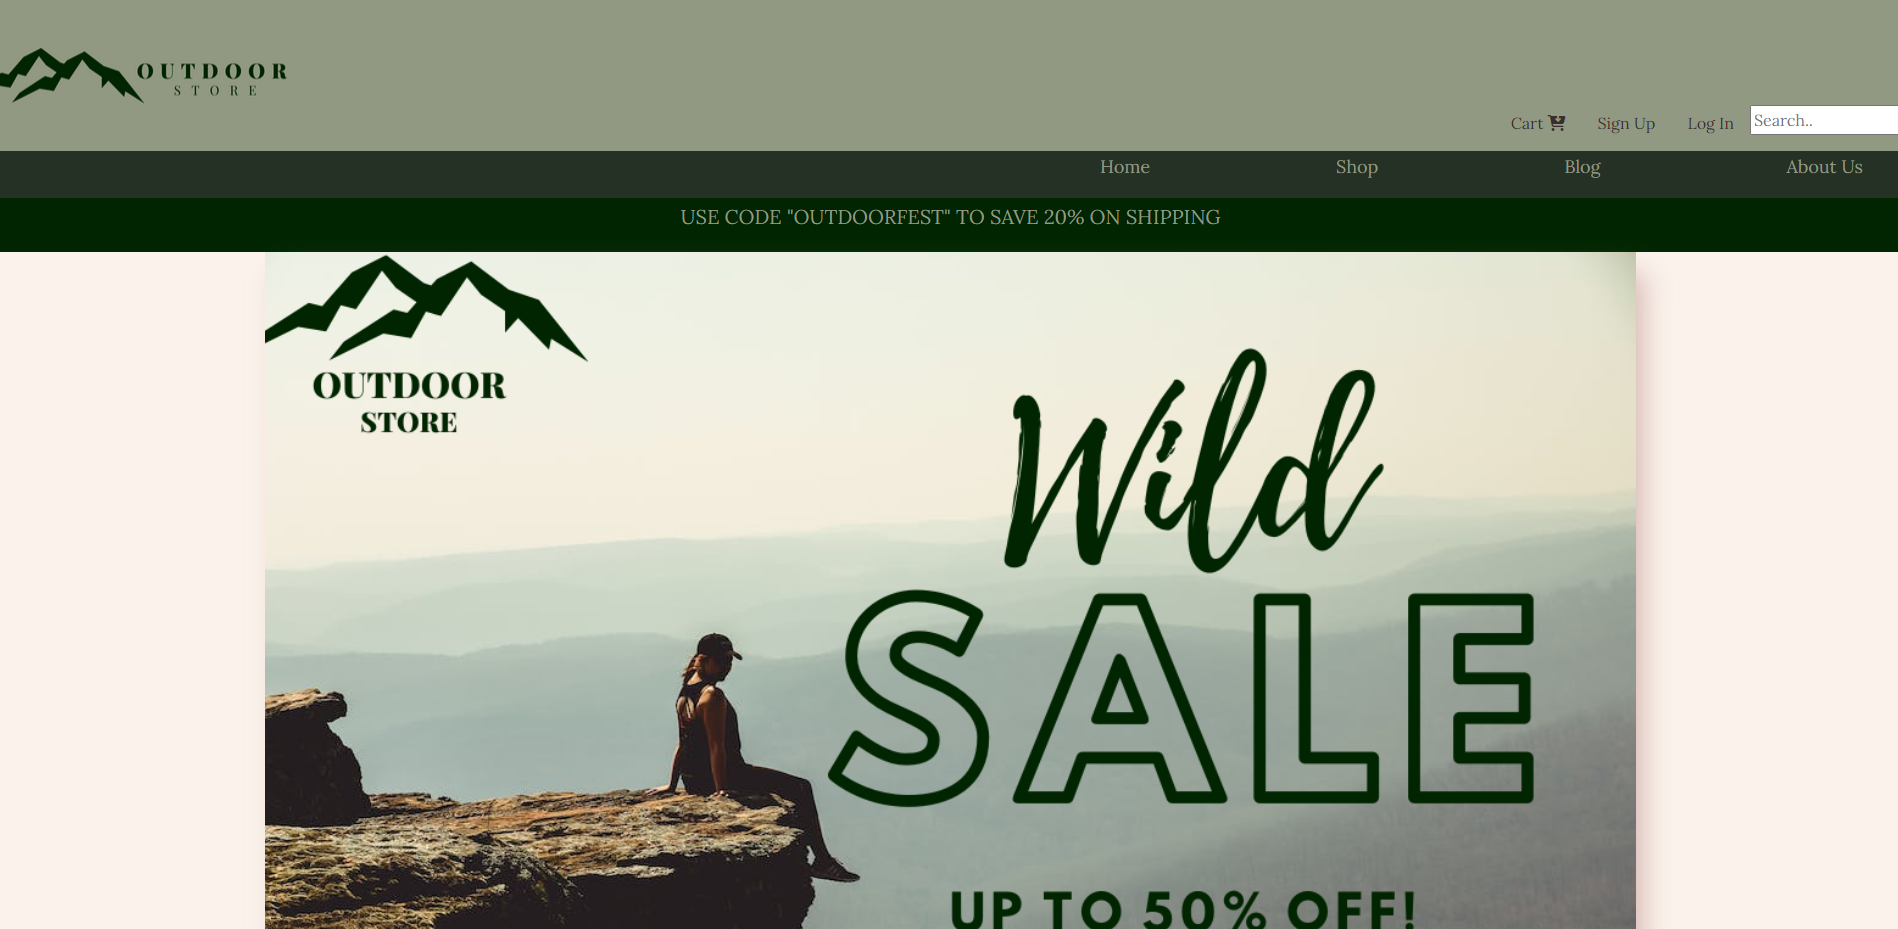 OUTDOOR
STORE
Cart Sign Up Log In Search..
Home Shop Blog About Us
USE CODE "OUTDOORFEST" TO SAVE 20% ON SHIPPING
OUTDOOR
STORE
Wild
SALE
UP TO 50% OFF!